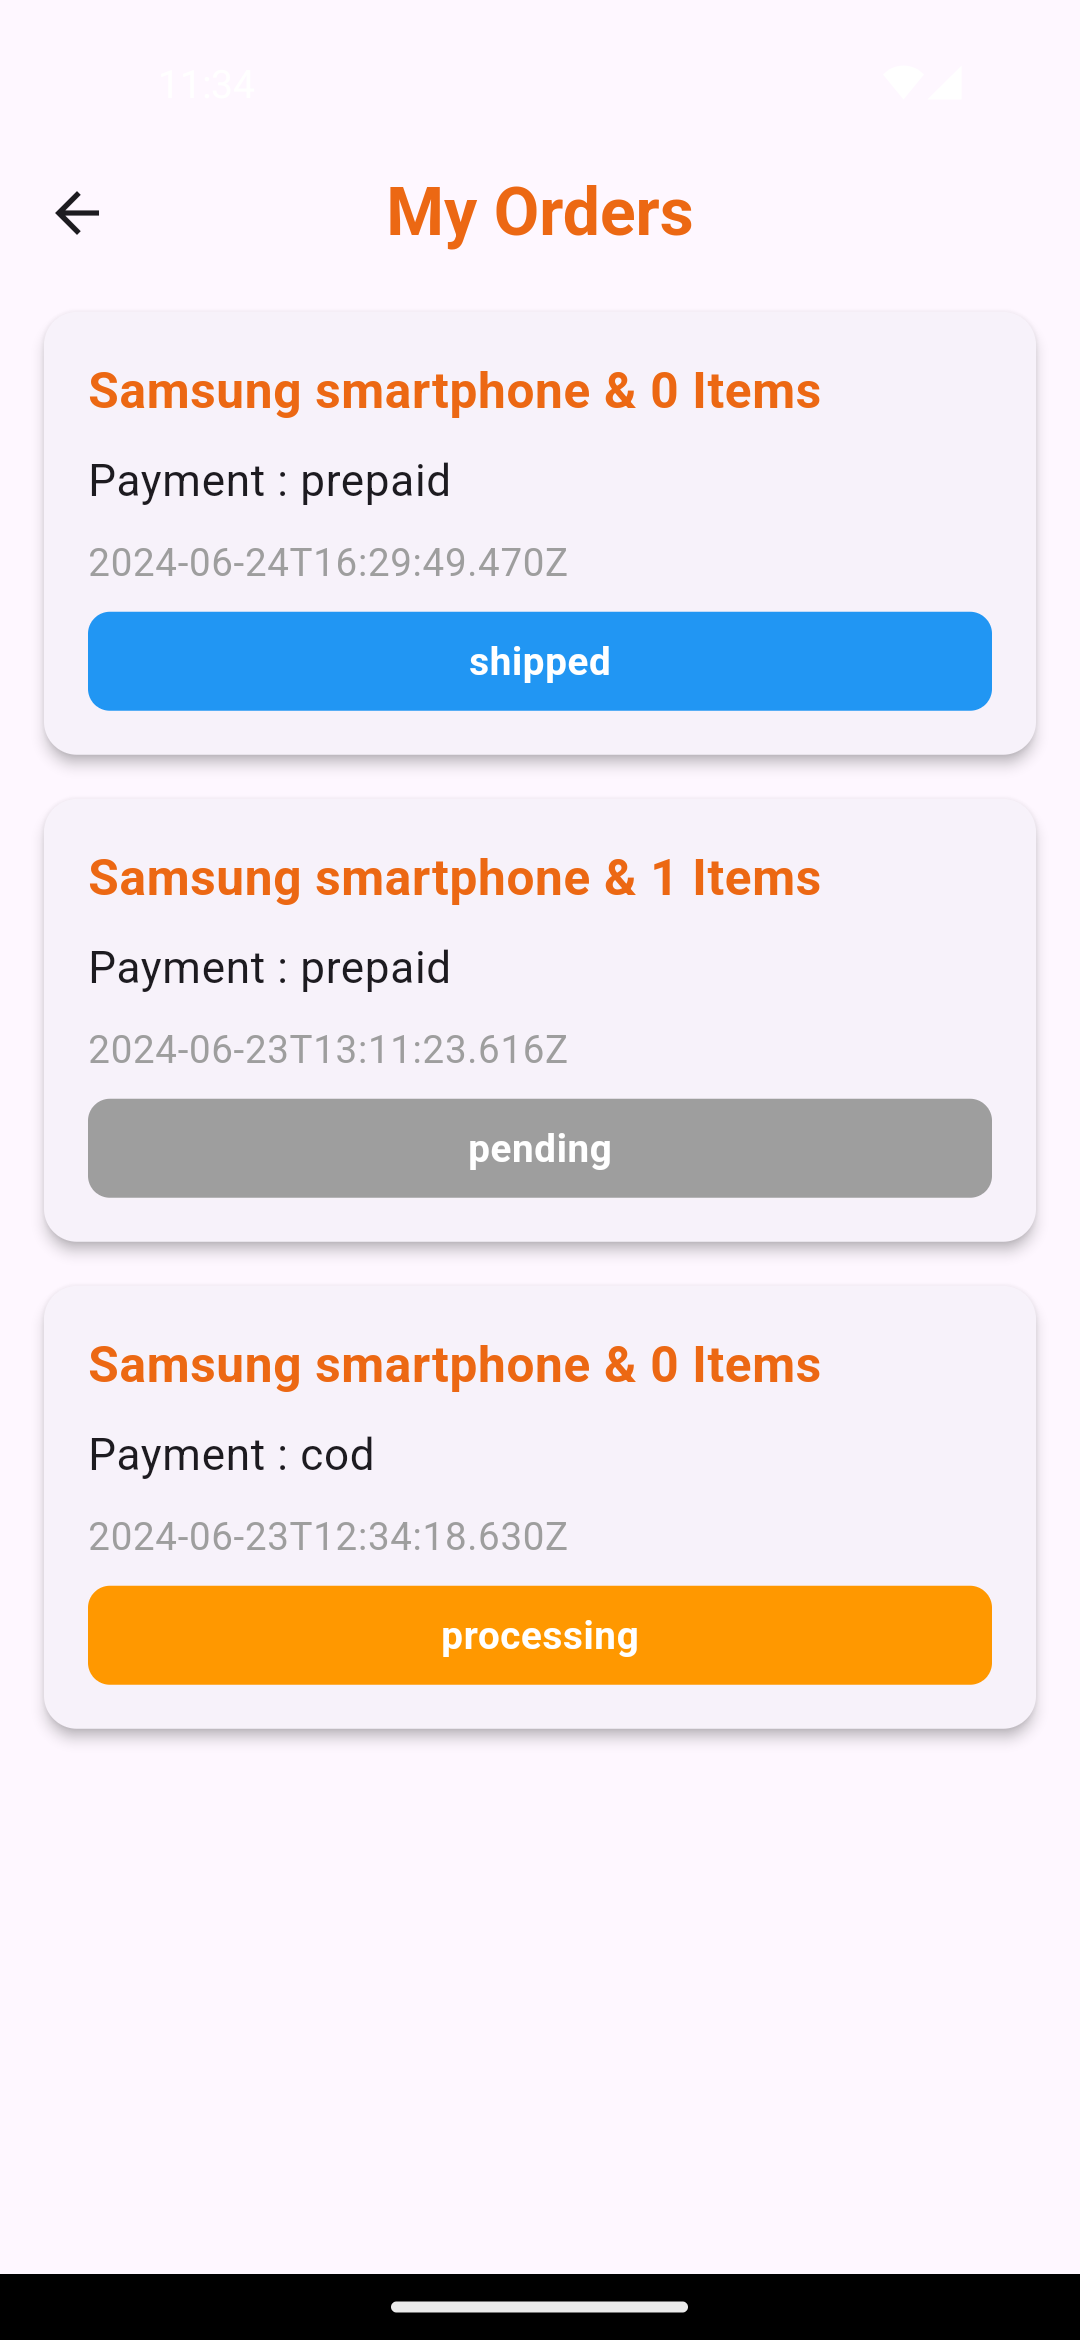 11:34
My Orders
Samsung smartphone & 0 Items
Payment : prepaid
2024-06-24T16:29:49.470Z
shipped
Samsung smartphone & 1 Items
Payment : prepaid
2024-06-23T13:11:23.616Z
pending
Samsung smartphone & 0 Items
Payment : cod
2024-06-23T12:34:18.630Z
processing